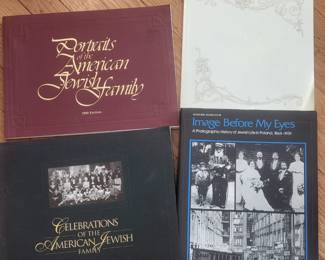 Portraits
of the
American
Jewish
Family
Image Before My Eyes
A Photographic History of Jewish Life in Poland, 1864-1939
CELEBRATIONS
OF THE
AMERICAN JEWISH
FAMILY